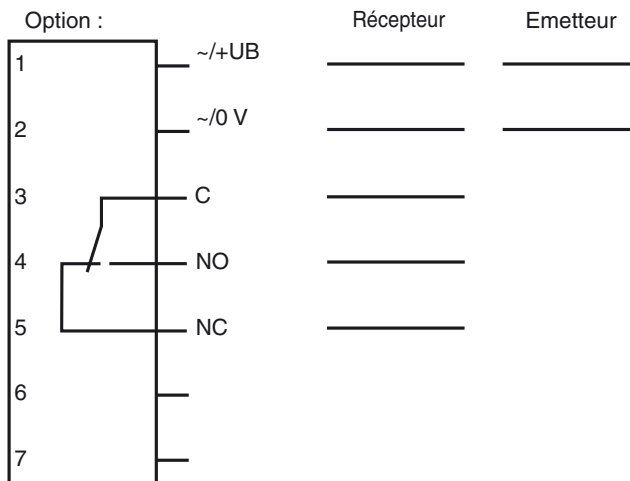 Option : Récepteur Emetteur
1 ~/+UB
2 ~/0 V
3 C
4 NO
5 NC
6
7